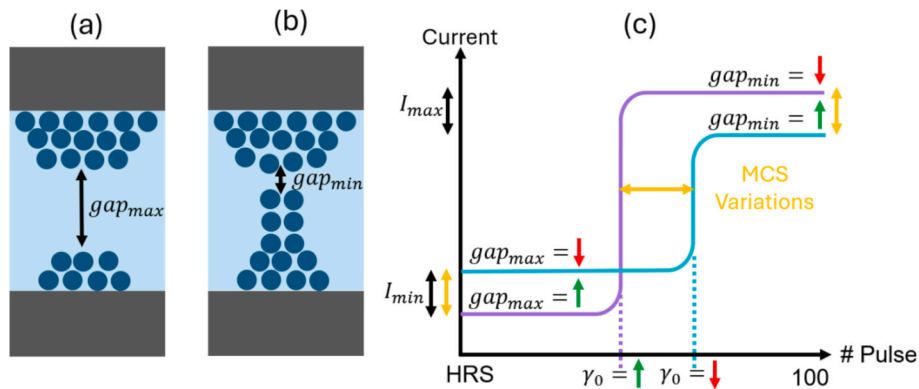 (a)
(b)
(c)
gap_max
gap_min
Current
I_max
I_min
gap_min = ↓
gap_min = ↑
MCS
Variations
gap_max = ↓
gap_max = ↑
HRS
γ_0 = ↑
γ_0 = ↓
100
# Pulse